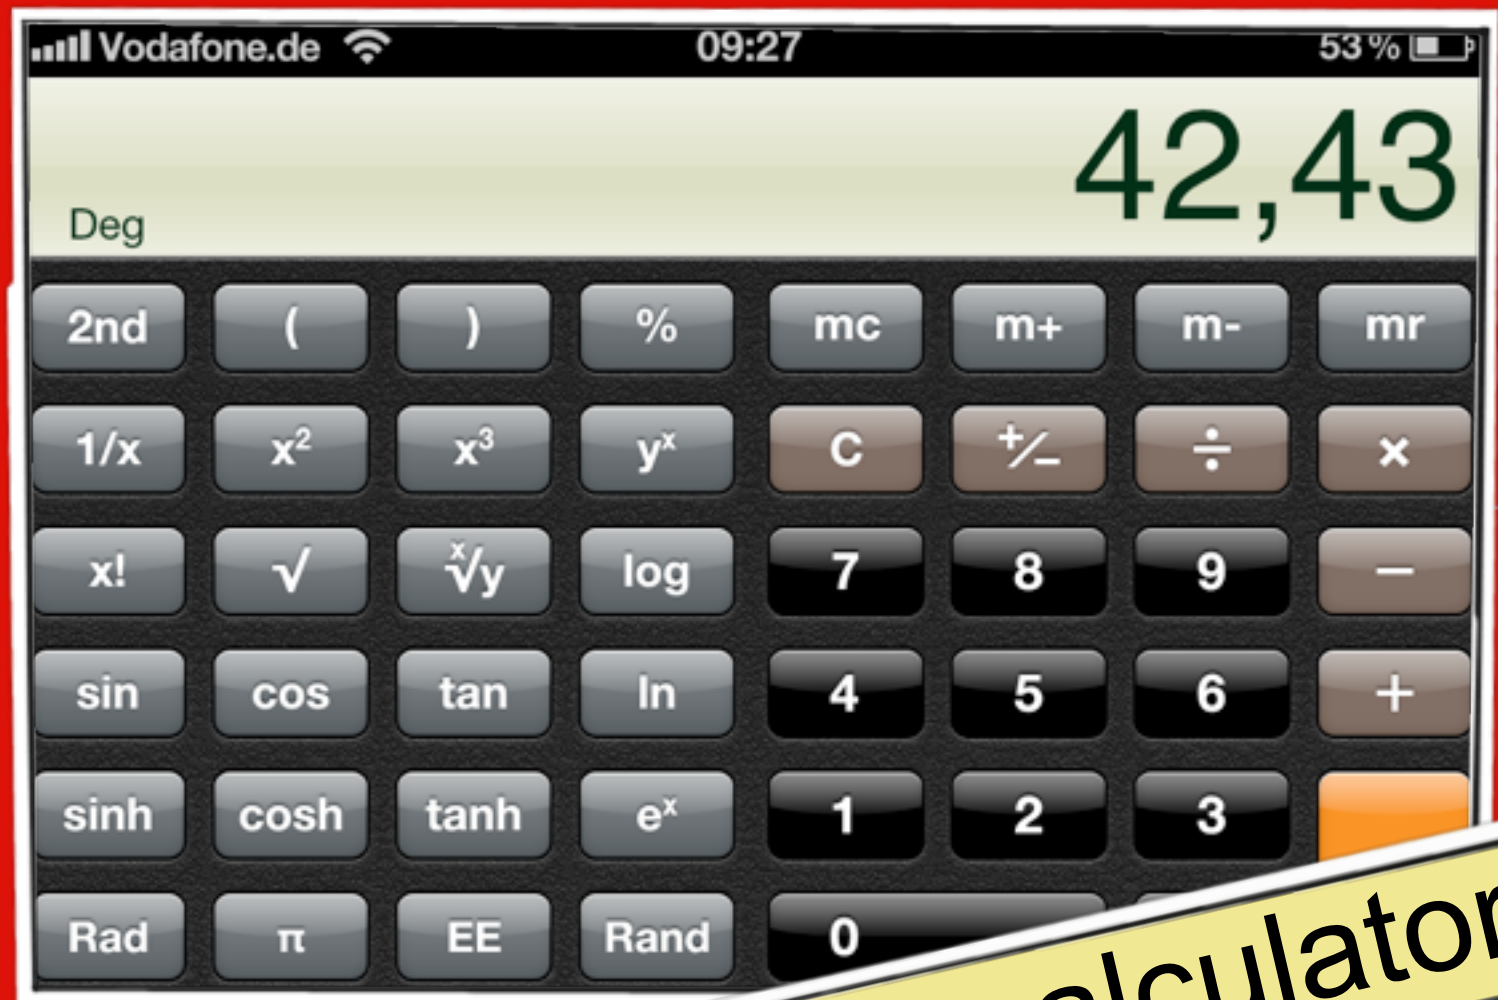 Vodafone.de 09:27 53 %
42,43
Deg
2nd ( ) % mc m+ m- mr
1/x x² x³ yˣ C +/− ÷ ×
x! √ ˣ√y log 7 8 9 −
sin cos tan ln 4 5 6 +
sinh cosh tanh eˣ 1 2 3
Rad π EE Rand 0